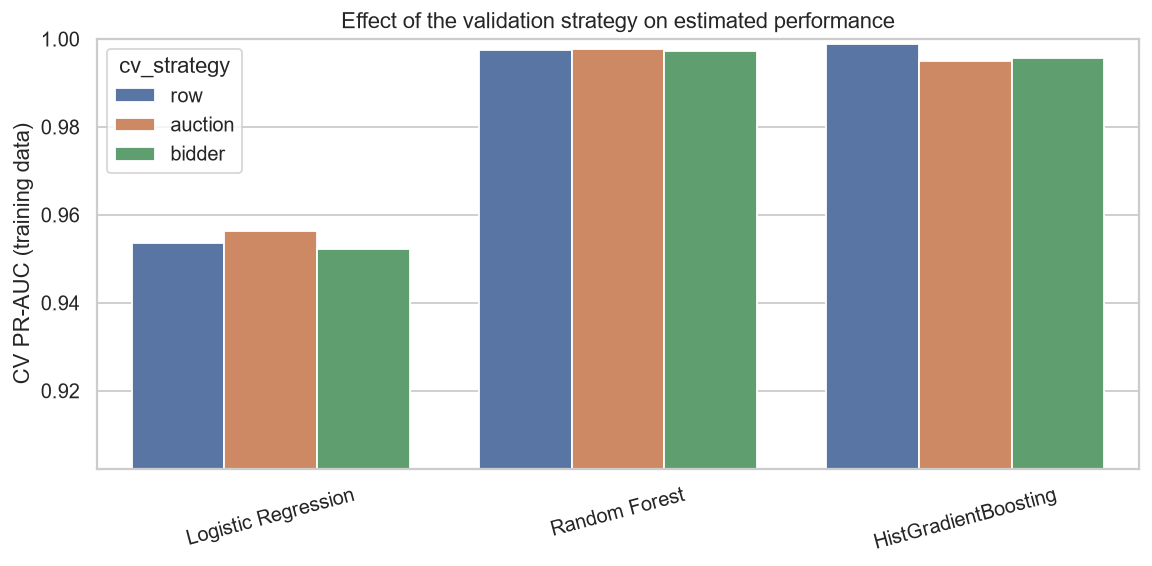 Effect of the validation strategy on estimated performance
CV PR-AUC (training data)
1.00
0.98
0.96
0.94
0.92
cv_strategy
row
auction
bidder
Logistic Regression
Random Forest
HistGradientBoosting